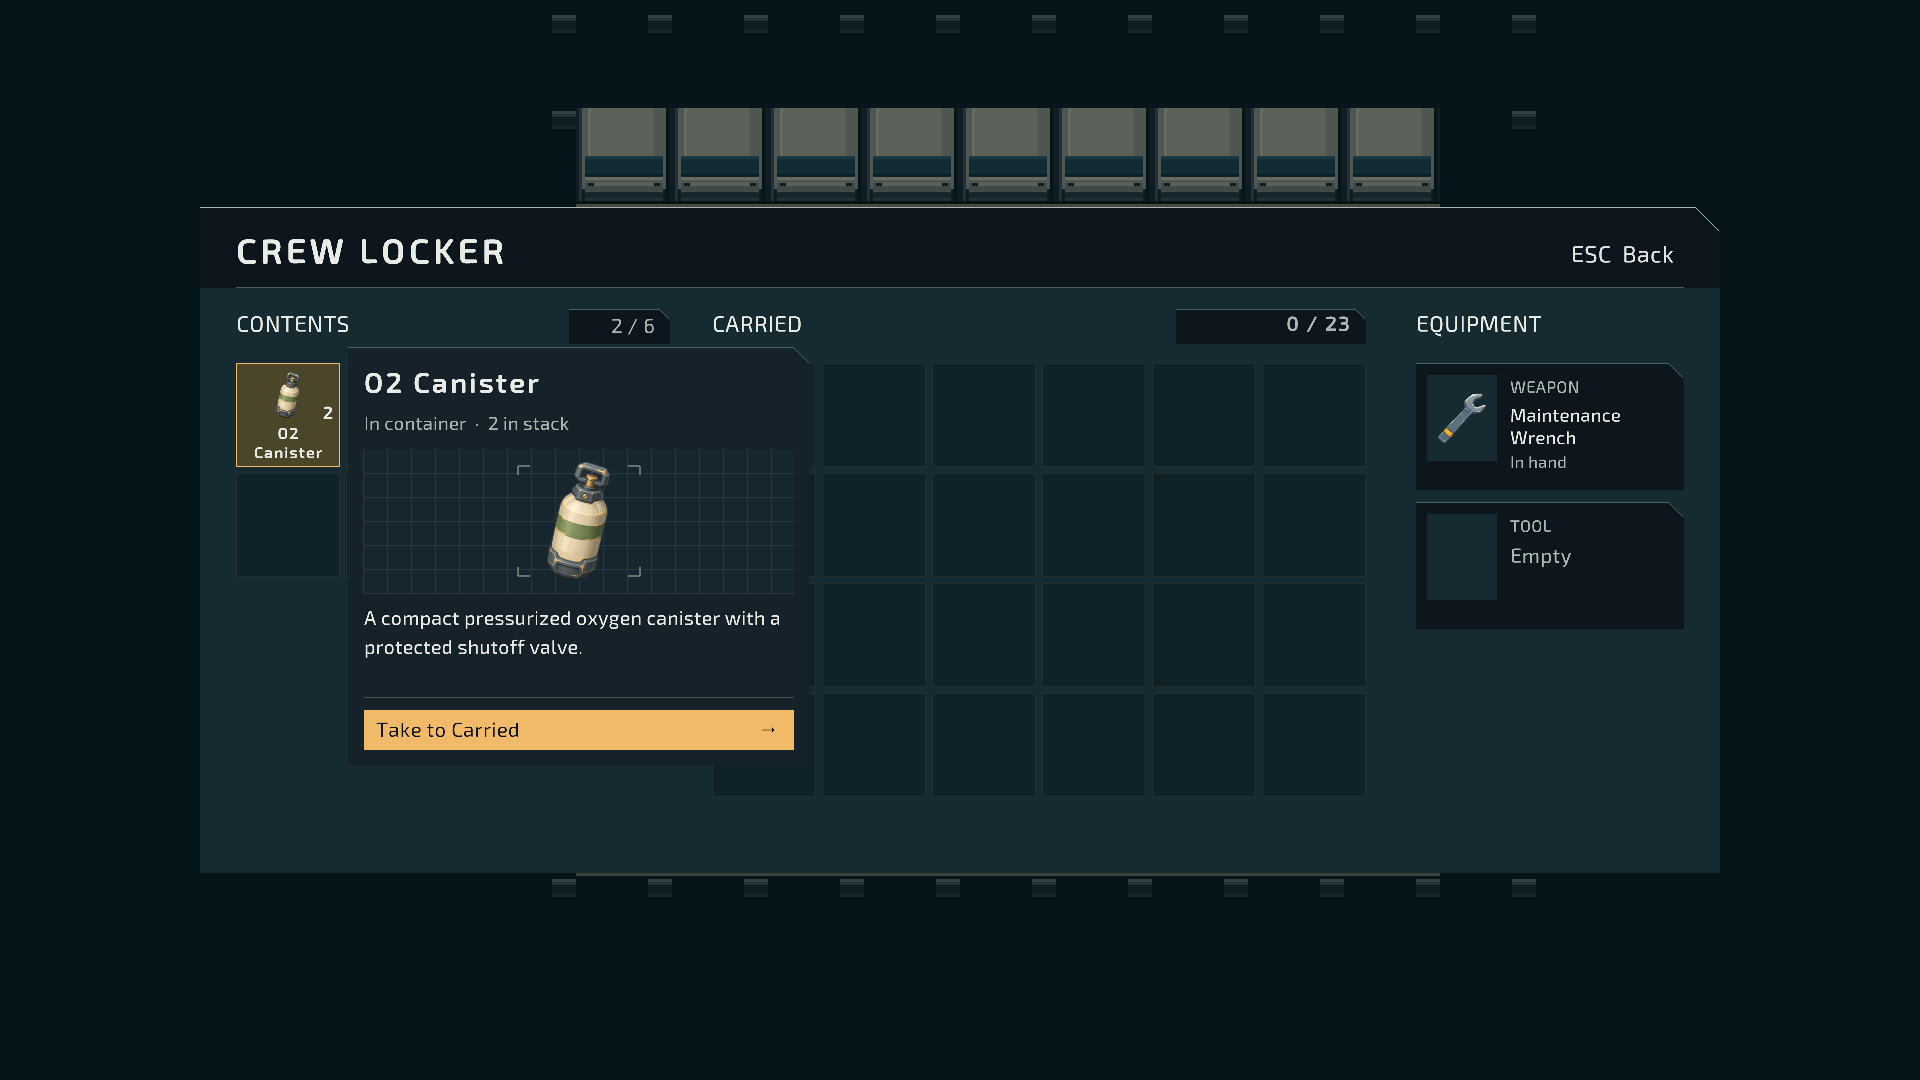 CREW LOCKER
ESC Back
CONTENTS
2 / 6
CARRIED
0 / 23
EQUIPMENT
2
O2
Canister
O2 Canister
In container · 2 in stack
A compact pressurized oxygen canister with a
protected shutoff valve.
Take to Carried →
WEAPON
Maintenance
Wrench
In hand
TOOL
Empty